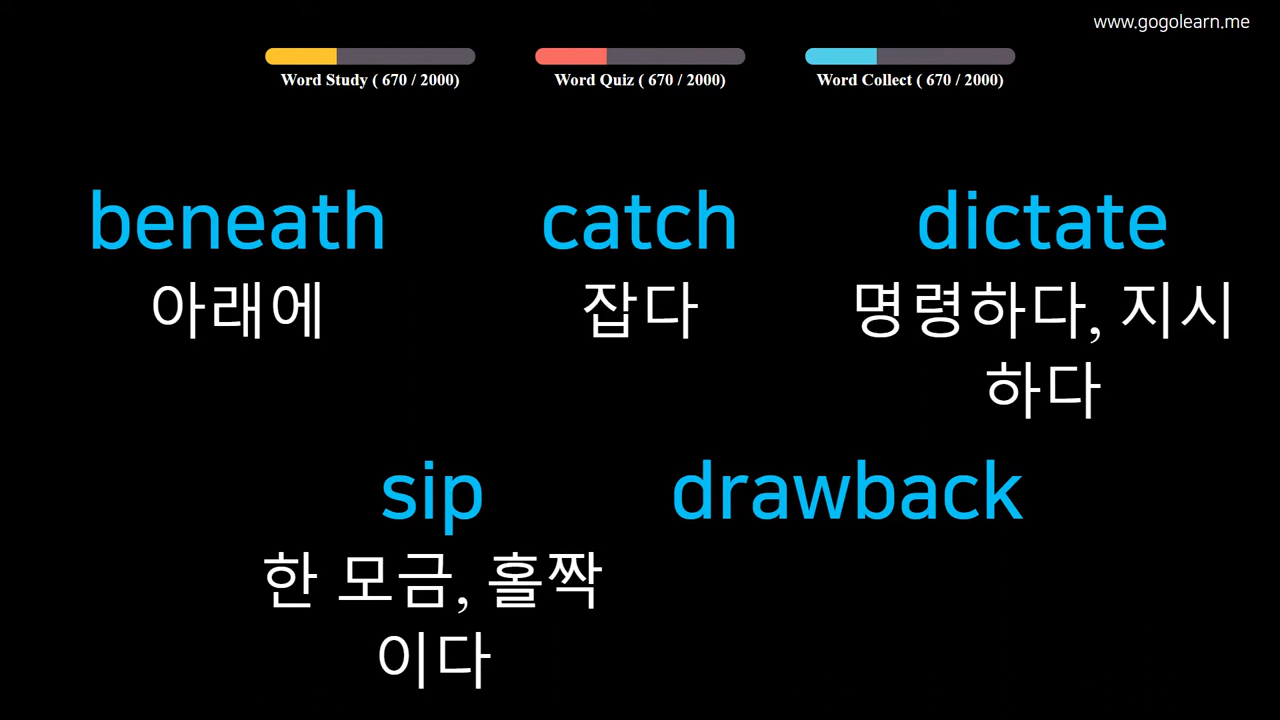 www.gogolearn.me
Word Study ( 670 / 2000)
Word Quiz ( 670 / 2000)
Word Collect ( 670 / 2000)
beneath
아래에
catch
잡다
dictate
명령하다, 지시
하다
sip
한 모금, 홀짝
이다
drawback